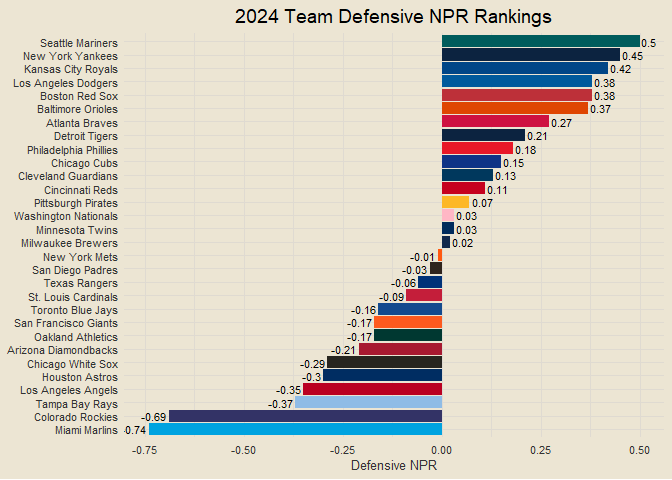 2024 Team Defensive NPR Rankings
Seattle Mariners 0.5
New York Yankees 0.45
Kansas City Royals 0.42
Los Angeles Dodgers 0.38
Boston Red Sox 0.38
Baltimore Orioles 0.37
Atlanta Braves 0.27
Detroit Tigers 0.21
Philadelphia Phillies 0.18
Chicago Cubs 0.15
Cleveland Guardians 0.13
Cincinnati Reds 0.11
Pittsburgh Pirates 0.07
Washington Nationals 0.03
Minnesota Twins 0.03
Milwaukee Brewers 0.02
New York Mets -0.01
San Diego Padres -0.03
Texas Rangers -0.06
St. Louis Cardinals -0.09
Toronto Blue Jays -0.16
San Francisco Giants -0.17
Oakland Athletics -0.17
Arizona Diamondbacks -0.21
Chicago White Sox -0.29
Houston Astros -0.3
Los Angeles Angels -0.35
Tampa Bay Rays -0.37
Colorado Rockies -0.69
Miami Marlins 0.74
-0.75 -0.50 -0.25 0.00 0.25 0.50
Defensive NPR